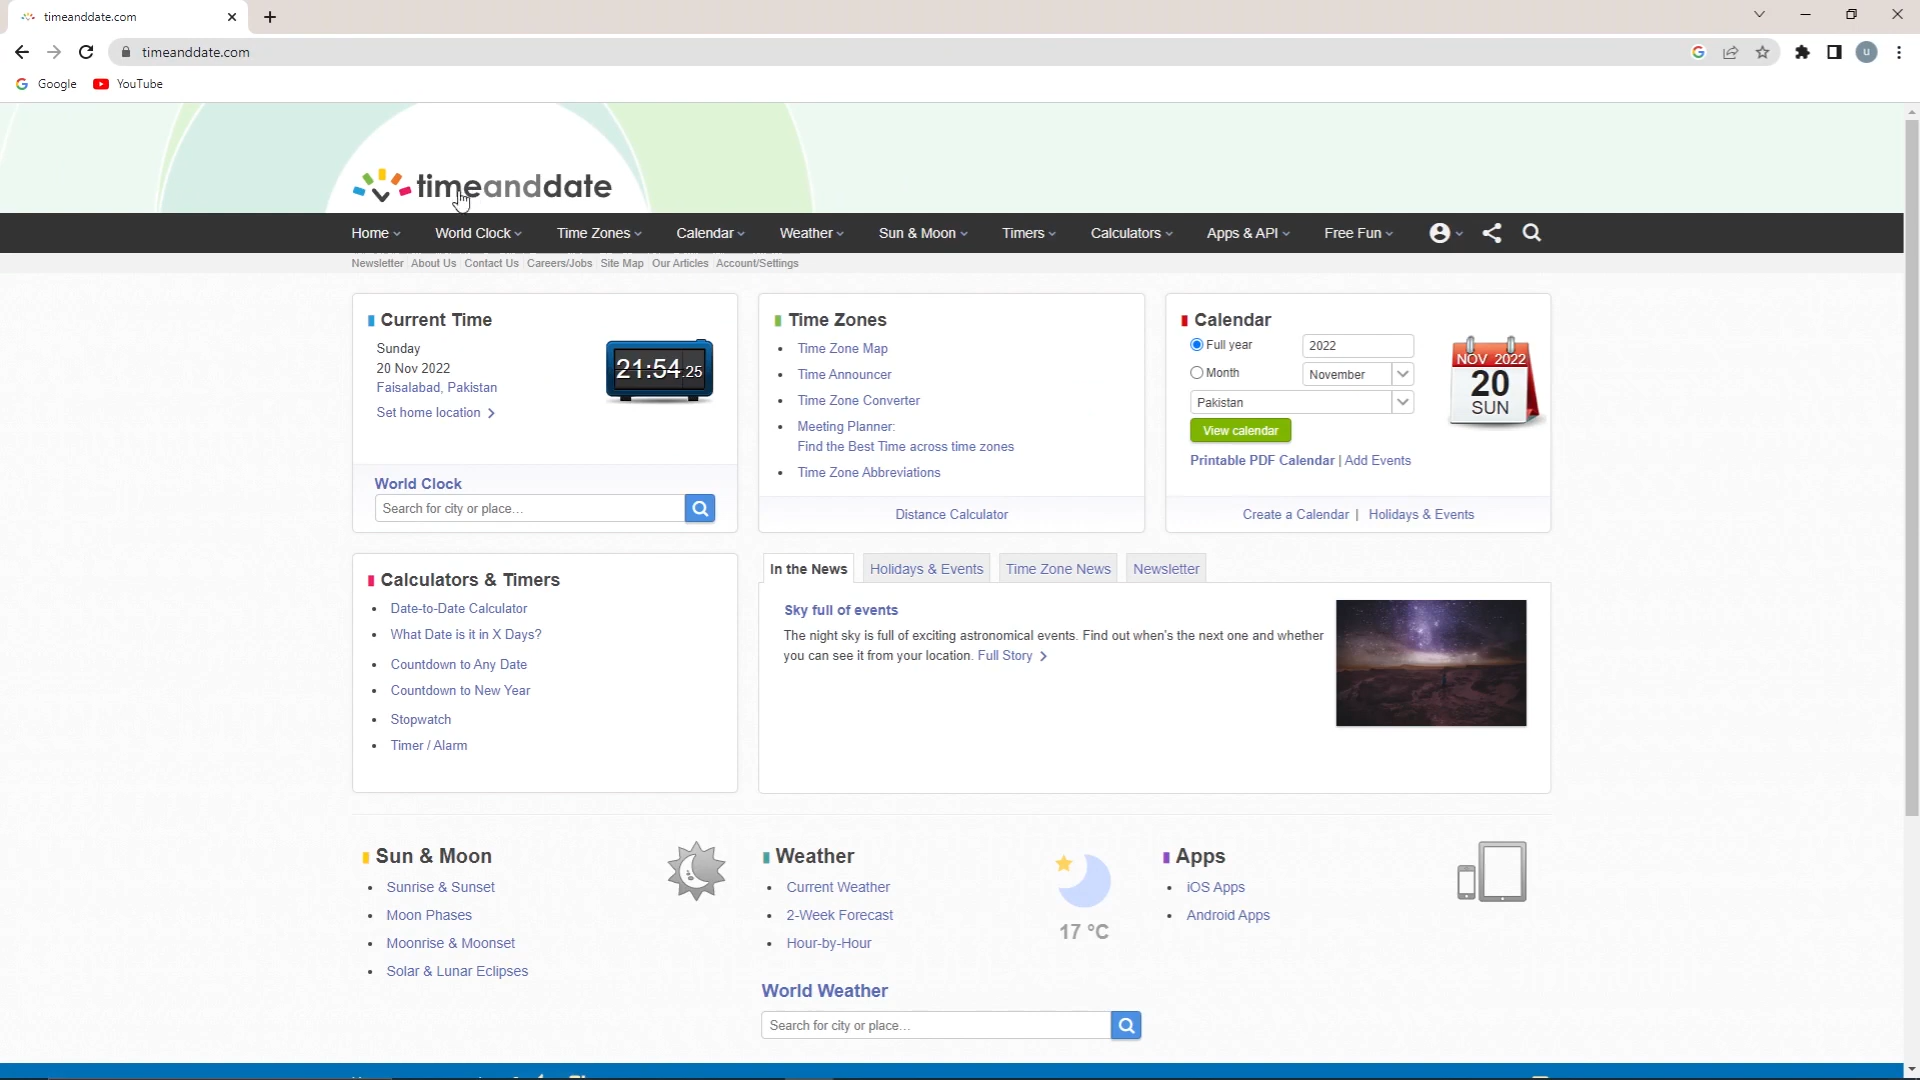 timeanddate.com
timeanddate.com
u
Google YouTube
timeanddate
Home World Clock Time Zones Calendar Weather Sun & Moon Timers Calculators Apps & API Free Fun
Newsletter About Us Contact Us Careers/Jobs Site Map Our Articles Account/Settings
Current Time
Sunday
20 Nov 2022
Faisalabad, Pakistan
Set home location
21:54.25
World Clock
Search for city or place...
Time Zones
Time Zone Map
Time Announcer
Time Zone Converter
Meeting Planner:
Find the Best Time across time zones
Time Zone Abbreviations
Distance Calculator
Calendar
Full year 2022
Month November
Pakistan
View calendar
Printable PDF Calendar | Add Events
NOV 2022
20
SUN
Create a Calendar | Holidays & Events
Calculators & Timers
Date-to-Date Calculator
What Date is it in X Days?
Countdown to Any Date
Countdown to New Year
Stopwatch
Timer / Alarm
In the News Holidays & Events Time Zone News Newsletter
Sky full of events
The night sky is full of exciting astronomical events. Find out when's the next one and whether
you can see it from your location. Full Story
Sun & Moon
Sunrise & Sunset
Moon Phases
Moonrise & Moonset
Solar & Lunar Eclipses
Weather
Current Weather
2-Week Forecast
Hour-by-Hour
17 °C
World Weather
Search for city or place...
Apps
iOS Apps
Android Apps